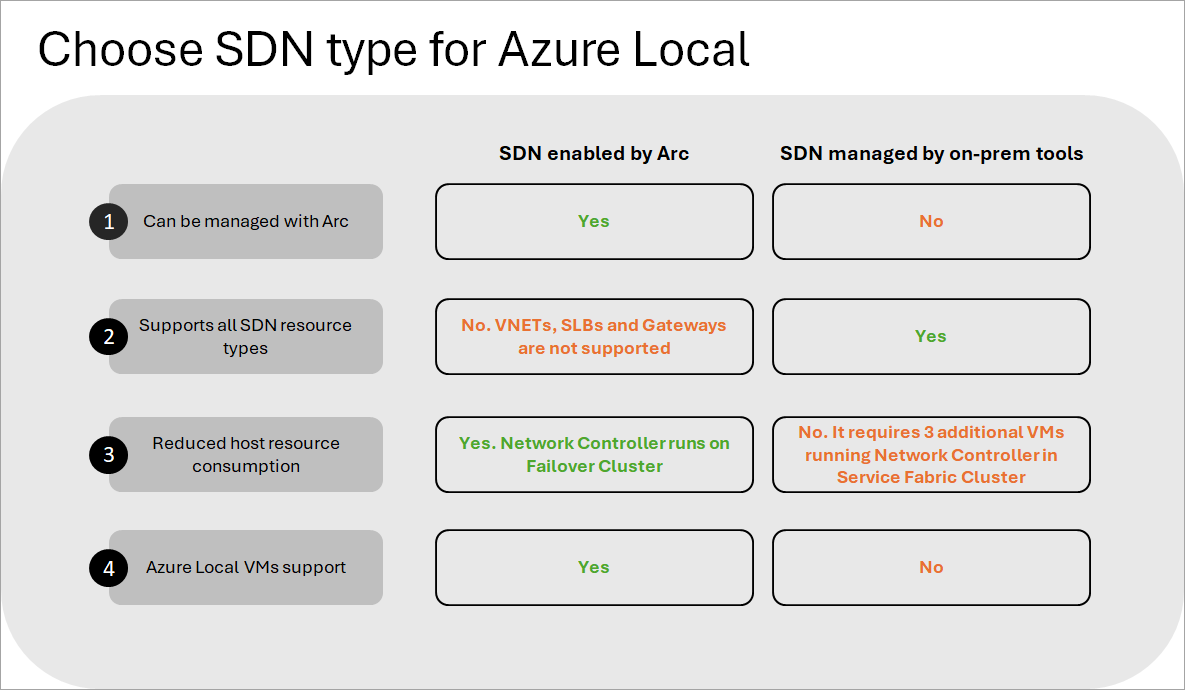 Choose SDN type for Azure Local
SDN enabled by Arc
SDN managed by on-prem tools
1
Can be managed with Arc
Yes
No
2
Supports all SDN resource
types
No. VNETs, SLBs and Gateways
are not supported
Yes
3
Reduced host resource
consumption
Yes. Network Controller runs on
Failover Cluster
No. It requires 3 additional VMs
running Network Controller in
Service Fabric Cluster
4
Azure Local VMs support
Yes
No